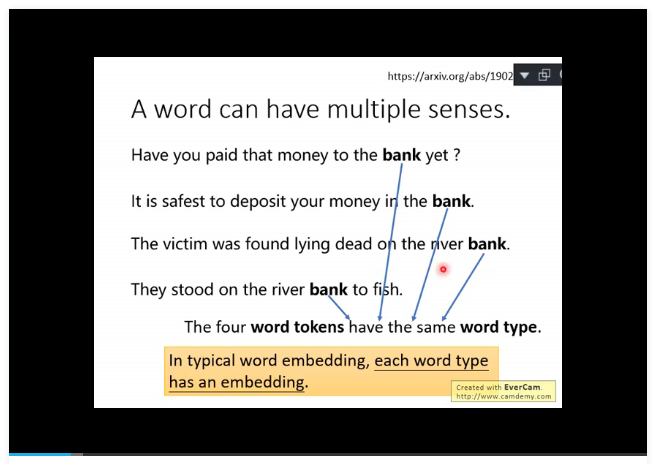 https://arxiv.org/abs/1902
A word can have multiple senses.
Have you paid that money to the bank yet ?
It is safest to deposit your money in the bank.
The victim was found lying dead on the river bank.
They stood on the river bank to fish.
The four word tokens have the same word type.
In typical word embedding, each word type
has an embedding.
Created with EverCam.
http://www.camdemy.com